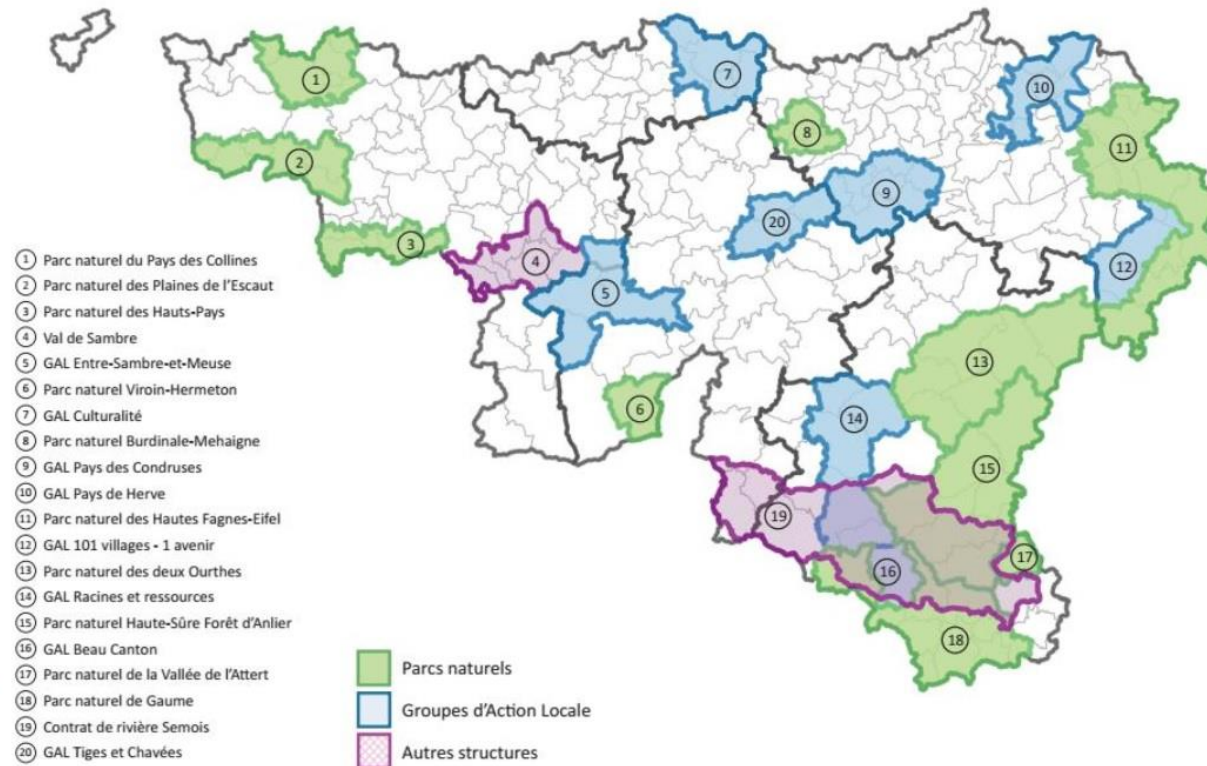 1 Parc naturel du Pays des Collines
2 Parc naturel des Plaines de l'Escaut
3 Parc naturel des Hauts-Pays
4 Val de Sambre
5 GAL Entre-Sambre-et-Meuse
6 Parc naturel Viroin-Hermeton
7 GAL Culturalité
8 Parc naturel Burdinale-Mehaigne
9 GAL Pays des Condruses
10 GAL Pays de Herve
11 Parc naturel des Hautes Fagnes-Eifel
12 GAL 101 villages - 1 avenir
13 Parc naturel des deux Ourthes
14 GAL Racines et ressources
15 Parc naturel Haute-Sûre Forêt d'Anlier
16 GAL Beau Canton
17 Parc naturel de la Vallée de l'Attert
18 Parc naturel de Gaume
19 Contrat de rivière Semois
20 GAL Tiges et Chavées
Parcs naturels
Groupes d'Action Locale
Autres structures
1
7
10
8
2
11
9
20
3
4
12
5
13
6
14
15
19
17
16
18